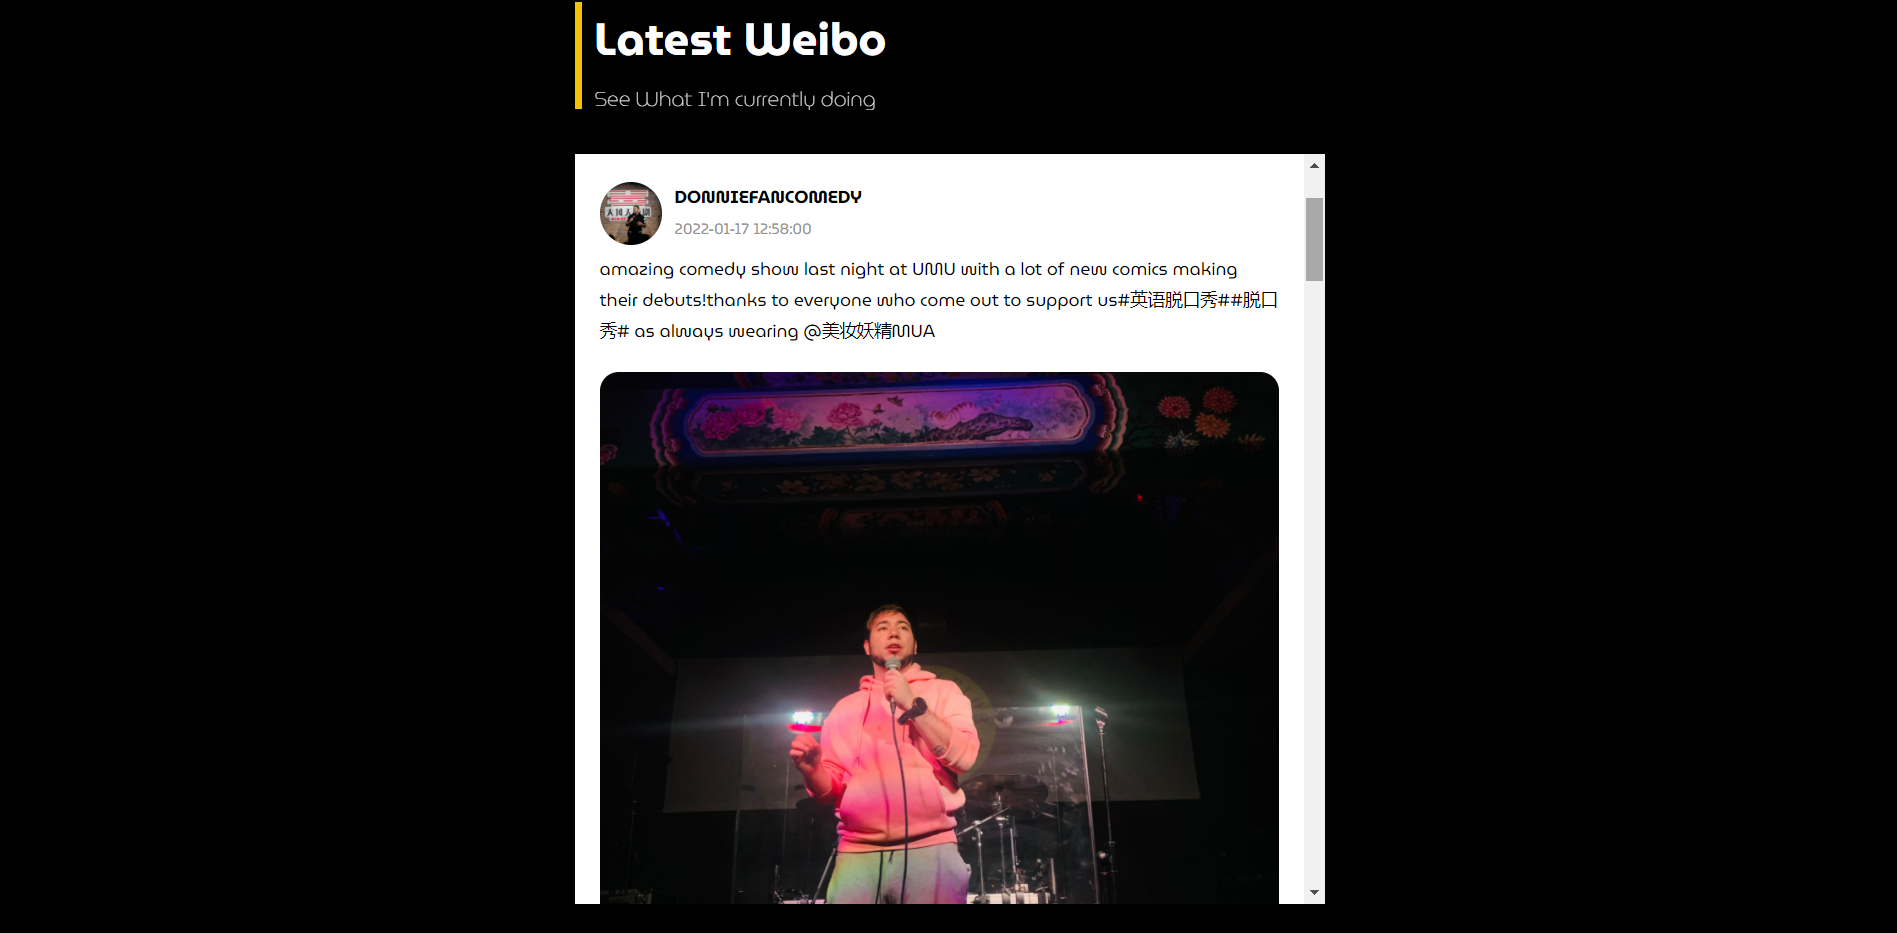 Latest Weibo
See What I'm currently doing
DONNIEFANCOMEDY
2022-01-17 12:58:00
amazing comedy show last night at UMU with a lot of new comics making
their debuts!thanks to everyone who come out to support us#英语脱口秀##脱口
秀# as always wearing @美妆妖精MUA